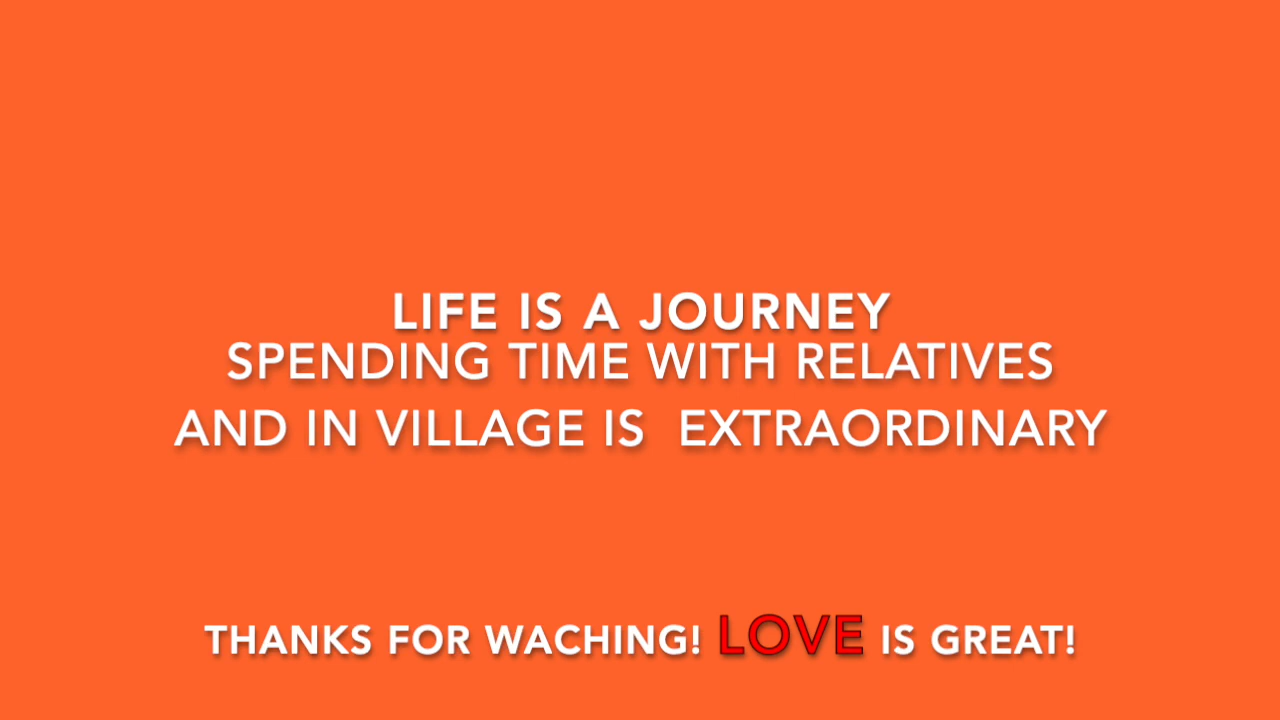 LIFE IS A JOURNEY
SPENDING TIME WITH RELATIVES
AND IN VILLAGE IS  EXTRAORDINARY
THANKS FOR WACHING! LOVE IS GREAT!